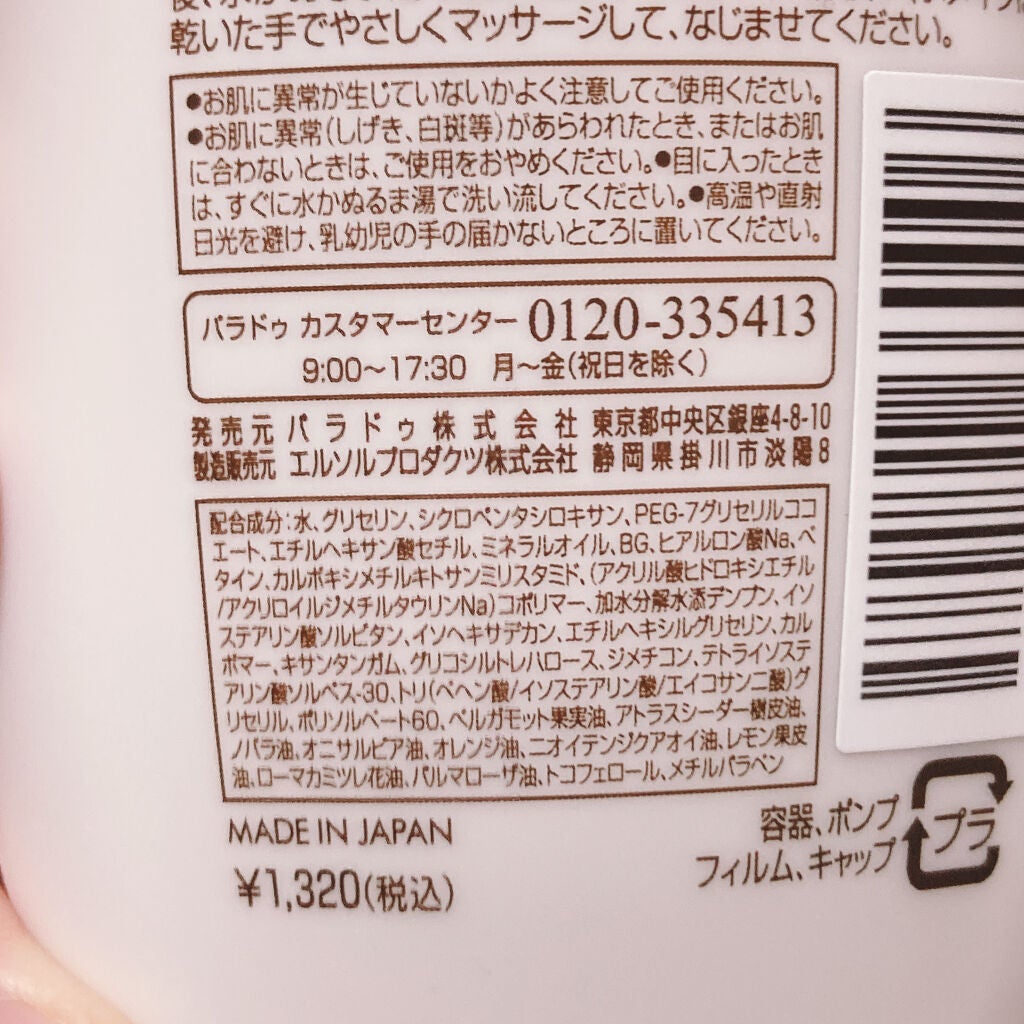 乾いた手でやさしくマッサージして、なじませてください。
●お肌に異常が生じていないかよく注意してご使用ください。
●お肌に異常(しげき、白斑等)があらわれたとき、またはお肌
に合わないときは、ご使用をおやめください。●目に入ったとき
は、すぐに水かぬるま湯で洗い流してください。●高温や直射
日光を避け、乳幼児の手の届かないところに置いてください。
パラドゥ カスタマーセンター 0120-335413
9:00〜17:30 月〜金(祝日を除く)
発売元 パラドゥ株式会社 東京都中央区銀座4-8-10
製造販売元 エルソルプロダクツ株式会社 静岡県掛川市淡陽8
配合成分:水、グリセリン、シクロペンタシロキサン、PEG-7グリセリルココ
エート、エチルヘキサン酸セチル、ミネラルオイル、BG、ヒアルロン酸Na、ベ
タイン、カルボキシメチルキトサンミリスタミド、(アクリル酸ヒドロキシエチル
/アクリロイルジメチルタウリンNa)コポリマー、加水分解水添デンプン、イソ
ステアリン酸ソルビタン、イソヘキサデカン、エチルヘキシルグリセリン、カル
ボマー、キサンタンガム、グリコシルトレハロース、ジメチコン、テトライソステ
アリン酸ソルベス-30、トリ(ベヘン酸/イソステアリン酸/エイコサン二酸)グ
リセリル、ポリソルベート60、ベルガモット果実油、アトラスシーダー樹皮油、
ノバラ油、オニサルビア油、オレンジ油、ニオイテンジクアオイ油、レモン果皮
油、ローマカミツレ花油、パルマローザ油、トコフェロール、メチルパラベン
MADE IN JAPAN
¥1,320(税込)
容器、ポンプ
フィルム、キャップ
プラ